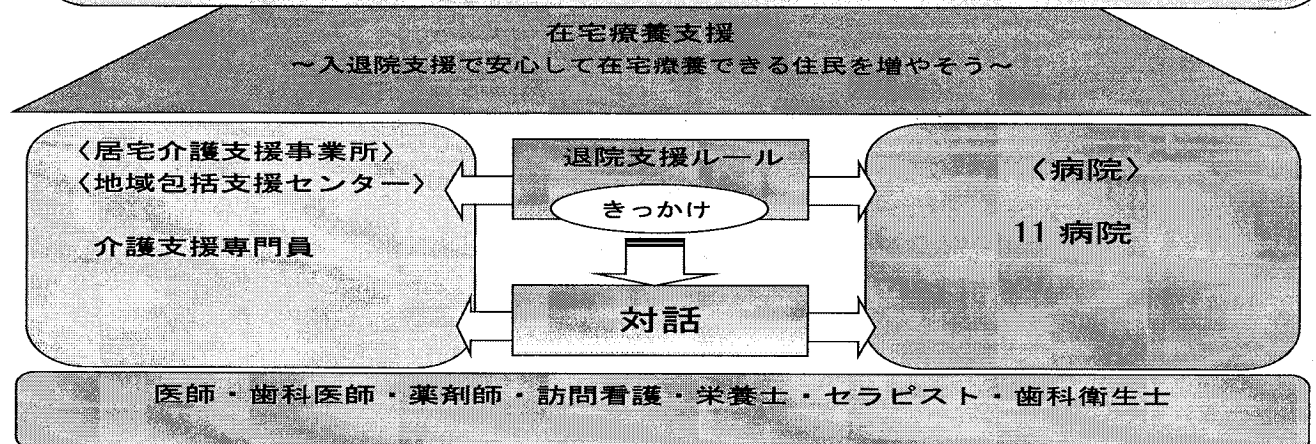 在宅療養支援
～入退院支援で安心して在宅療養できる住民を増やそう～
〈居宅介護支援事業所〉
〈地域包括支援センター〉
介護支援専門員
退院支援ルール
きっかけ
対話
〈病院〉
11 病院
医師・歯科医師・薬剤師・訪問看護・栄養士・セラピスト・歯科衛生士